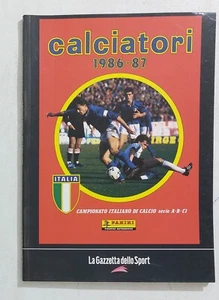 calciatori
1986-87
ITALIA
CAMPIONATO ITALIANO DI CALCIO serie A-B-C1
PANINI
La Gazzetta dello Sport